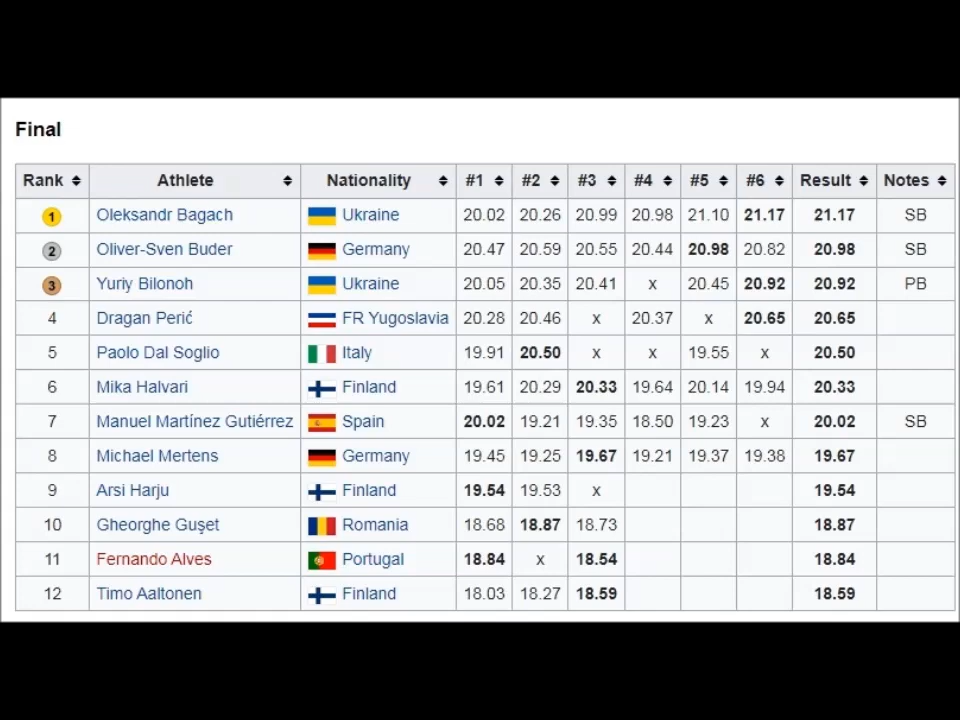 Final
Rank Athlete Nationality #1 #2 #3 #4 #5 #6 Result Notes
1 Oleksandr Bagach Ukraine 20.02 20.26 20.99 20.98 21.10 21.17 21.17 SB
2 Oliver-Sven Buder Germany 20.47 20.59 20.55 20.44 20.98 20.82 20.98 SB
3 Yuriy Bilonoh Ukraine 20.05 20.35 20.41 x 20.45 20.92 20.92 PB
4 Dragan Perić FR Yugoslavia 20.28 20.46 x 20.37 x 20.65 20.65
5 Paolo Dal Soglio Italy 19.91 20.50 x x 19.55 x 20.50
6 Mika Halvari Finland 19.61 20.29 20.33 19.64 20.14 19.94 20.33
7 Manuel Martínez Gutiérrez Spain 20.02 19.21 19.35 18.50 19.23 x 20.02 SB
8 Michael Mertens Germany 19.45 19.25 19.67 19.21 19.37 19.38 19.67
9 Arsi Harju Finland 19.54 19.53 x 19.54
10 Gheorghe Guşet Romania 18.68 18.87 18.73 18.87
11 Fernando Alves Portugal 18.84 x 18.54 18.84
12 Timo Aaltonen Finland 18.03 18.27 18.59 18.59